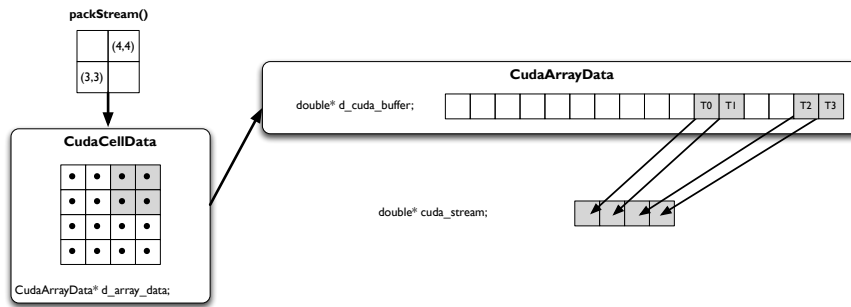 packStream()
(4,4)
(3,3)
CudaArrayData
double* d_cuda_buffer;
T0 T1 T2 T3
CudaCellData
double* cuda_stream;
CudaArrayData* d_array_data;